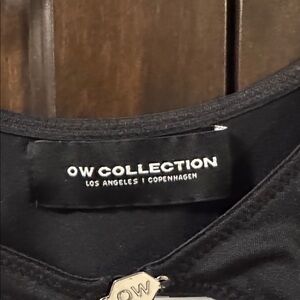 OW COLLECTION
LOS ANGELES | COPENHAGEN
OW